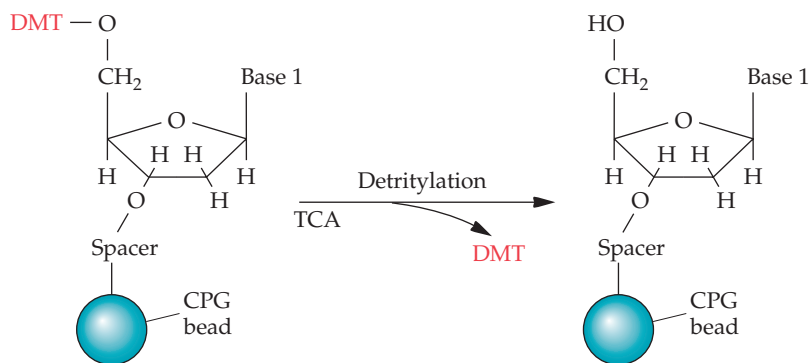 DMT — O
CH2
Base 1
O
H
H
H
H
H
O
Spacer
CPG
bead
Detritylation
TCA
DMT
HO
CH2
Base 1
O
H
H
H
H
H
O
Spacer
CPG
bead